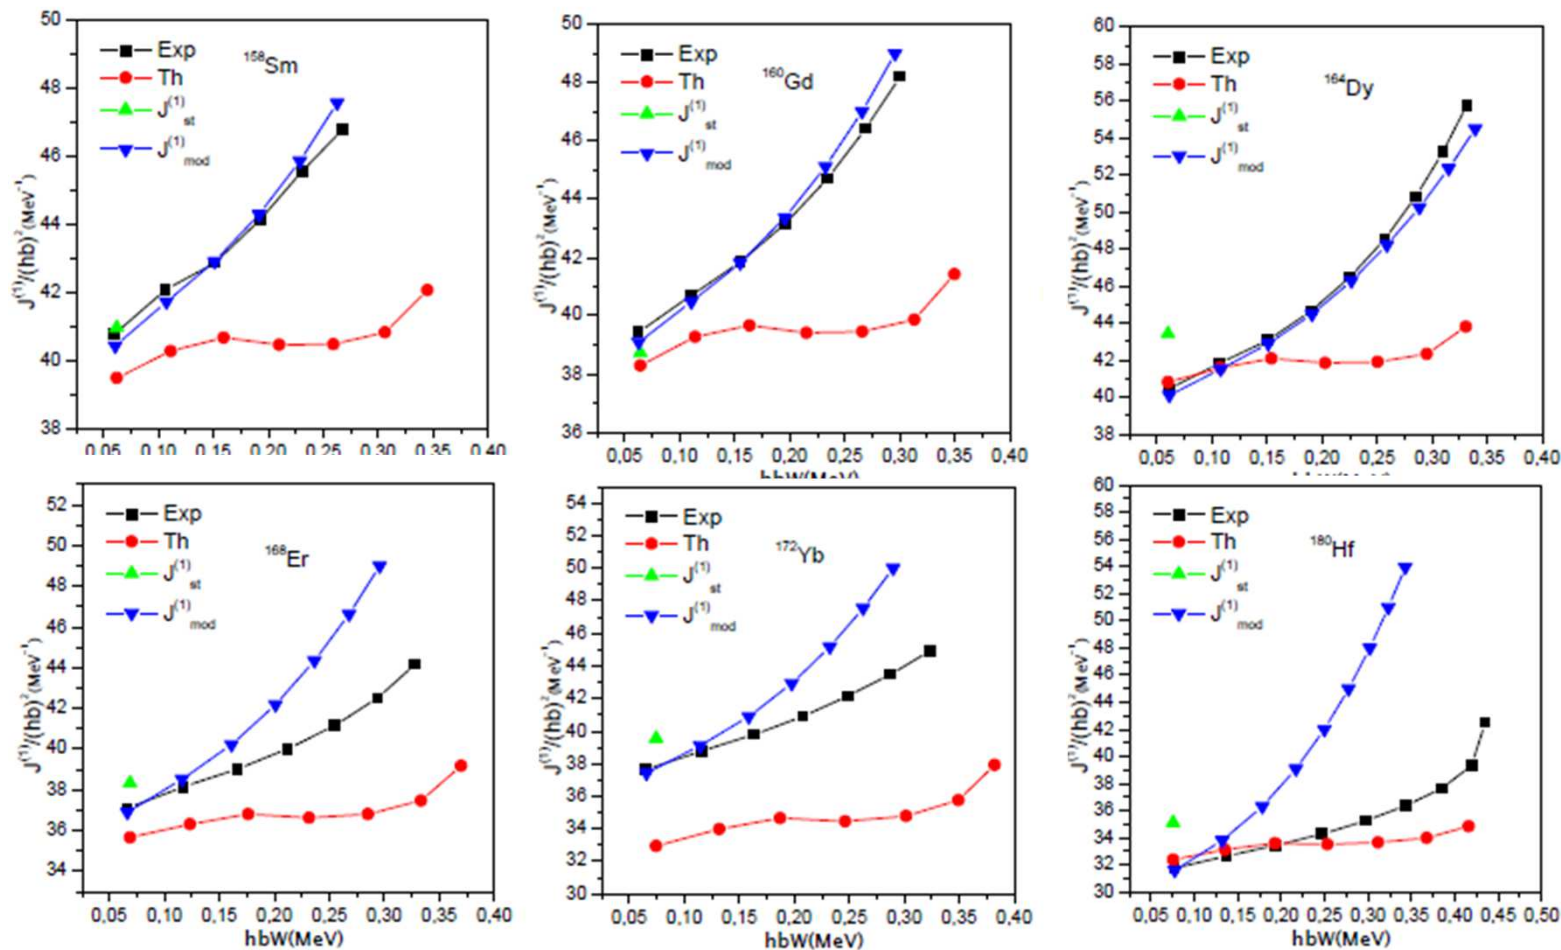 50
48
46
44
42
40
38
J⁽¹⁾/(hb)²(MeV⁻¹)
Exp
Th
J⁽¹⁾st
J⁽¹⁾mod
¹⁵⁸Sm
0,05 0,10 0,15 0,20 0,25 0,30 0,35 0,40
50
48
46
44
42
40
38
36
J⁽¹⁾/(hb)²(MeV⁻¹)
Exp
Th
J⁽¹⁾st
J⁽¹⁾mod
¹⁶⁰Gd
0,05 0,10 0,15 0,20 0,25 0,30 0,35 0,40
hbW(MeV)
60
58
56
54
52
50
48
46
44
42
40
38
J⁽¹⁾/(hb)²(MeV⁻¹)
Exp
Th
J⁽¹⁾st
J⁽¹⁾mod
¹⁶⁴Dy
0,05 0,10 0,15 0,20 0,25 0,30 0,35 0,40
52
50
48
46
44
42
40
38
36
34
J⁽¹⁾/(hb)²(MeV⁻¹)
Exp
Th
J⁽¹⁾st
J⁽¹⁾mod
¹⁶⁸Er
0,05 0,10 0,15 0,20 0,25 0,30 0,35 0,40
hbW(MeV)
54
52
50
48
46
44
42
40
38
36
34
32
30
J⁽¹⁾/(hb)²(MeV⁻¹)
Exp
Th
J⁽¹⁾st
J⁽¹⁾mod
¹⁷²Yb
0,05 0,10 0,15 0,20 0,25 0,30 0,35 0,40
hbW(MeV)
60
58
56
54
52
50
48
46
44
42
40
38
36
34
32
30
J⁽¹⁾/(hb)²(MeV⁻¹)
Exp
Th
J⁽¹⁾st
J⁽¹⁾mod
¹⁸⁰Hf
0,05 0,10 0,15 0,20 0,25 0,30 0,35 0,40 0,45 0,50
hbW(MeV)